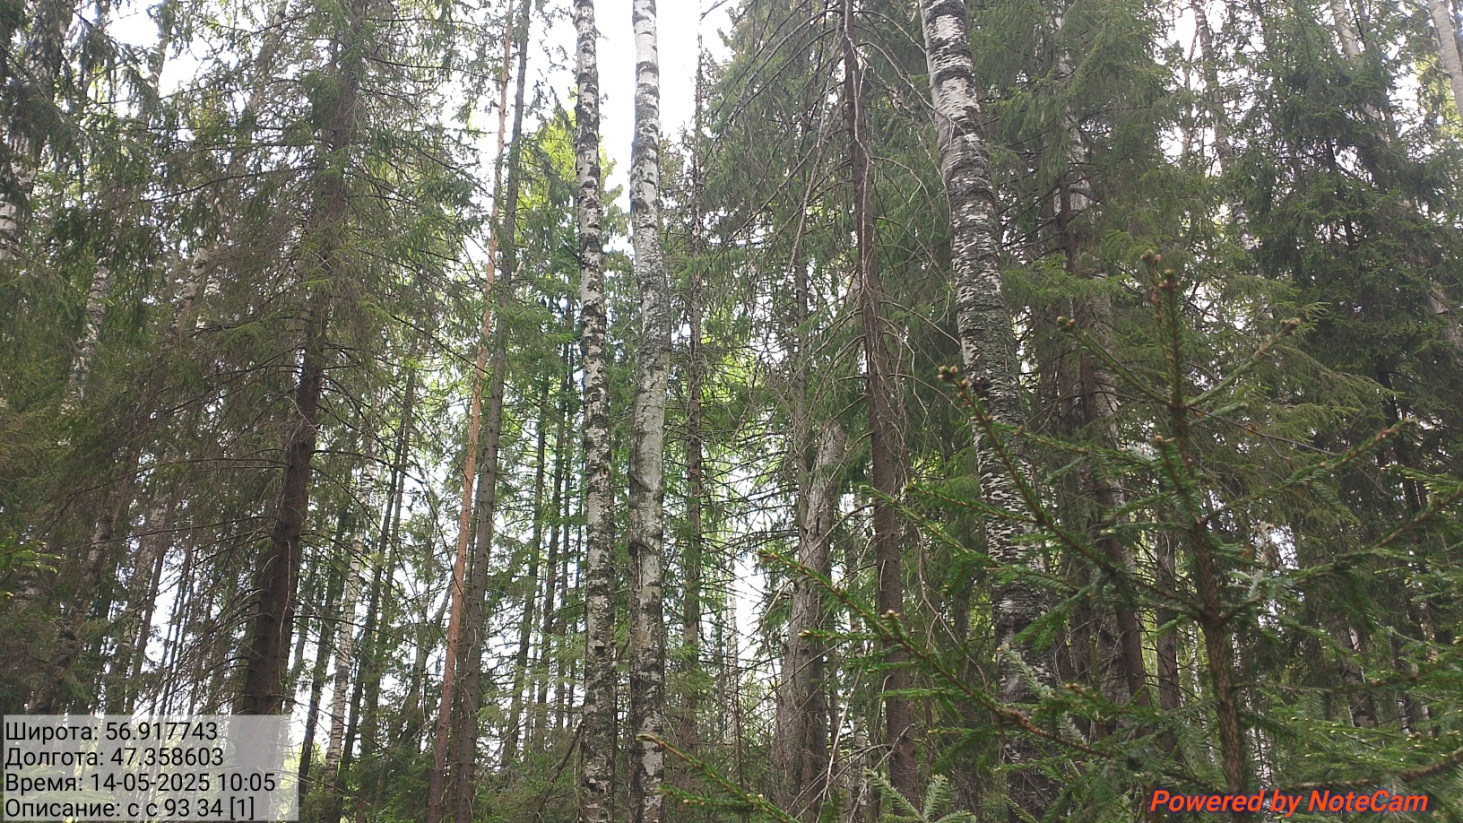 Широта: 56.917743
Долгота: 47.358603
Время: 14-05-2025 10:05
Описание: с с 93 34 [1]
Powered by NoteCam